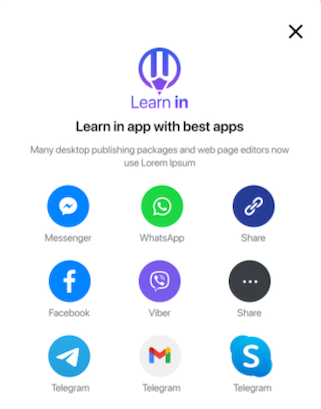 Learn in
Learn in app with best apps
Many desktop publishing packages and web page editors now
use Lorem Ipsum
Messenger
WhatsApp
Share
Facebook
Viber
Share
Telegram
Telegram
Telegram